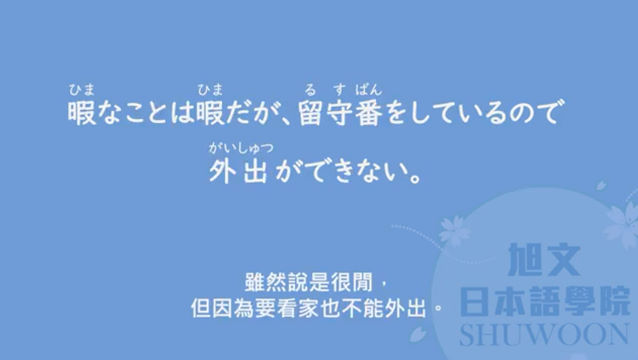 ひま ひま るすばん
暇なことは暇だが、留守番をしているので
がいしゅつ
外出ができない。
雖然說是很閒，
但因為要看家也不能外出。
旭文
日本語學院
SHUWOON